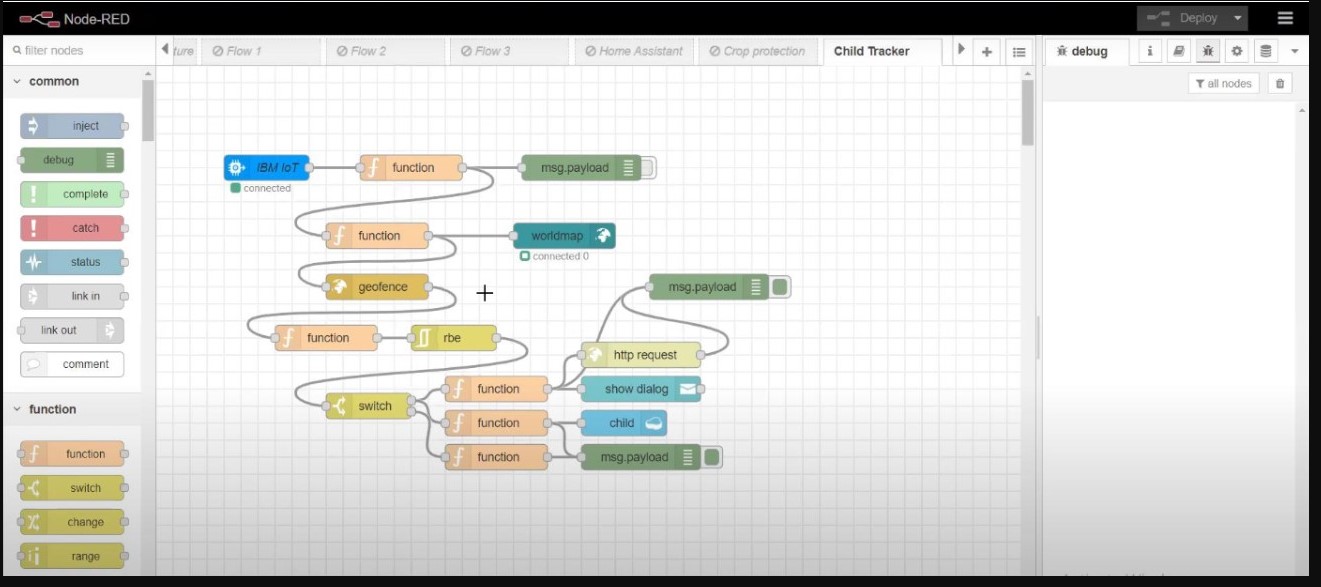 Node-RED
Deploy
filter nodes
ture
Flow 1
Flow 2
Flow 3
Home Assistant
Crop protection
Child Tracker
debug
all nodes
common
inject
debug
complete
catch
status
link in
link out
comment
function
function
switch
change
range
IBM IoT
connected
function
msg.payload
function
worldmap
connected 0
geofence
msg.payload
function
rbe
http request
switch
function
show dialog
function
child
function
msg.payload